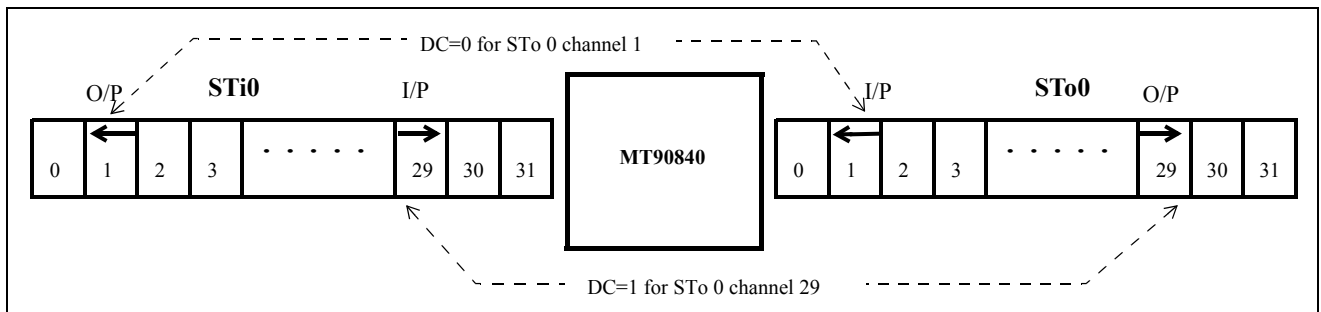 DC=0 for STo 0 channel 1
O/P STi0 I/P I/P STo0 O/P
0 1 2 3 . . . . . 29 30 31 MT90840 0 1 2 3 . . . . . 29 30 31
DC=1 for STo 0 channel 29